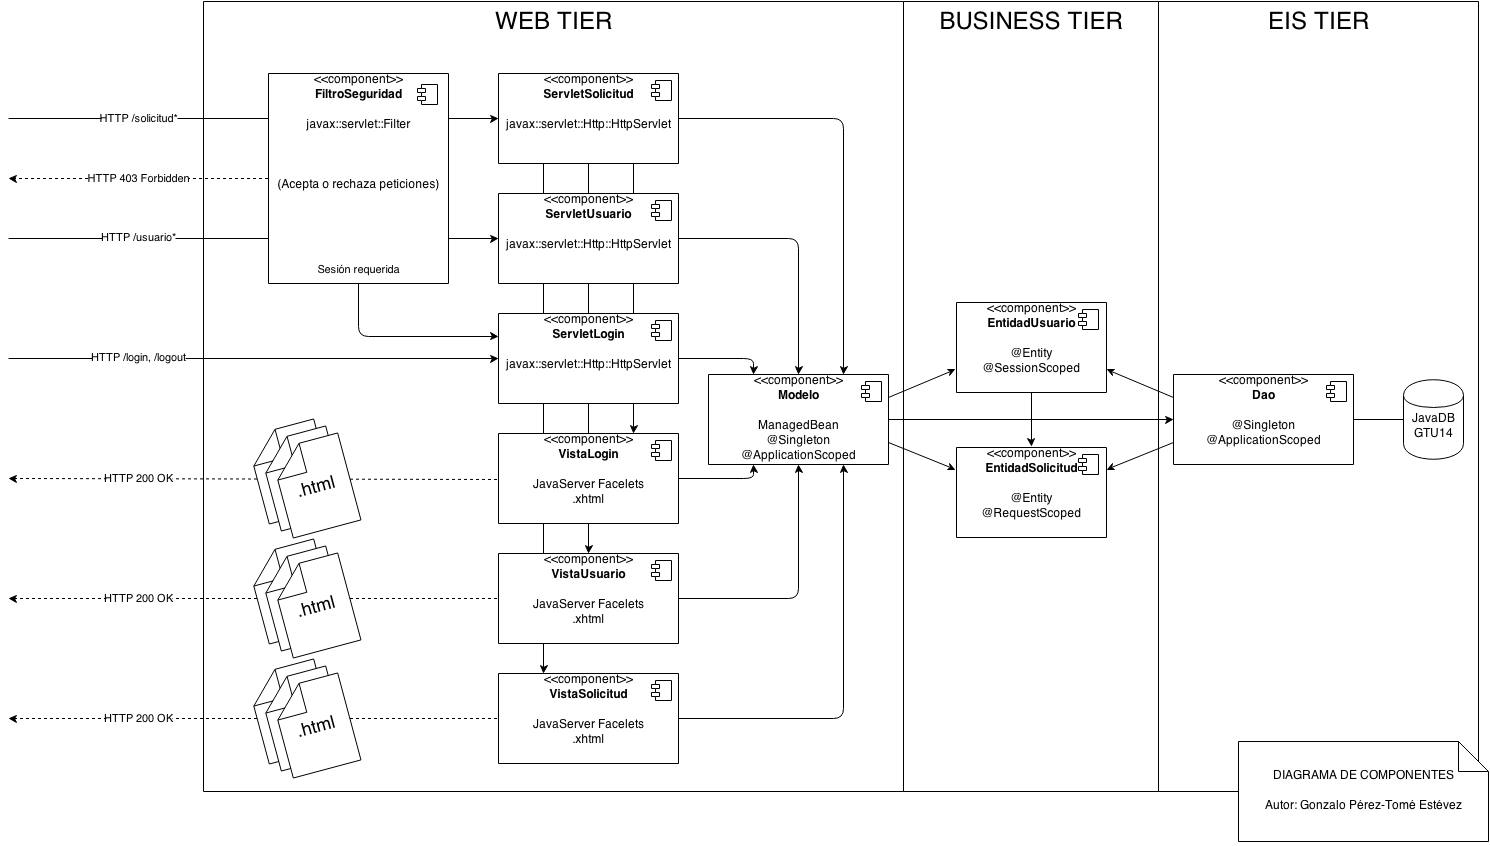 WEB TIER
BUSINESS TIER
EIS TIER
<<component>>
FiltroSeguridad
javax::servlet::Filter
(Acepta o rechaza peticiones)
Sesión requerida
<<component>>
ServletSolicitud
javax::servlet::Http::HttpServlet
HTTP /solicitud*
HTTP 403 Forbidden
<<component>>
ServletUsuario
javax::servlet::Http::HttpServlet
HTTP /usuario*
<<component>>
ServletLogin
javax::servlet::Http::HttpServlet
HTTP /login, /logout
<<component>>
Modelo
ManagedBean
@Singleton
@ApplicationScoped
<<component>>
EntidadUsuario
@Entity
@SessionScoped
<<component>>
EntidadSolicitud
@Entity
@RequestScoped
<<component>>
Dao
@Singleton
@ApplicationScoped
JavaDB
GTU14
<<component>>
VistaLogin
JavaServer Facelets
.xhtml
.html
HTTP 200 OK
<<component>>
VistaUsuario
JavaServer Facelets
.xhtml
.html
HTTP 200 OK
<<component>>
VistaSolicitud
JavaServer Facelets
.xhtml
.html
HTTP 200 OK
DIAGRAMA DE COMPONENTES
Autor: Gonzalo Pérez-Tomé Estévez